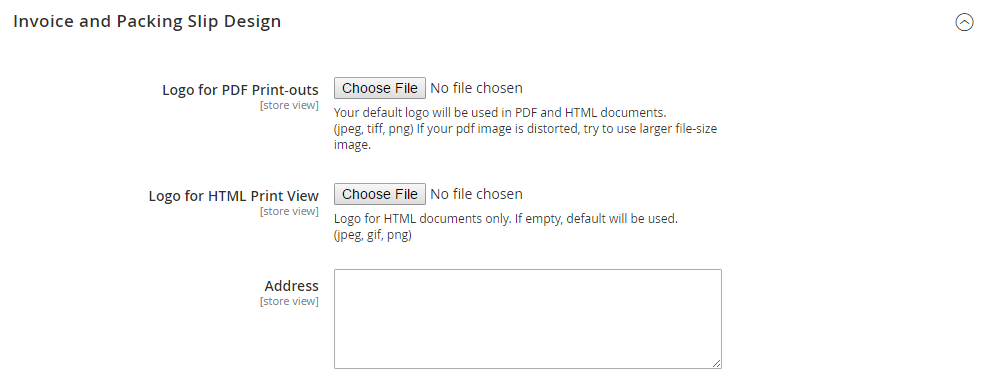 Invoice and Packing Slip Design
Logo for PDF Print-outs
[store view]
Choose File No file chosen
Your default logo will be used in PDF and HTML documents.
(jpeg, tiff, png) If your pdf image is distorted, try to use larger file-size
image.
Logo for HTML Print View
[store view]
Choose File No file chosen
Logo for HTML documents only. If empty, default will be used.
(jpeg, gif, png)
Address
[store view]